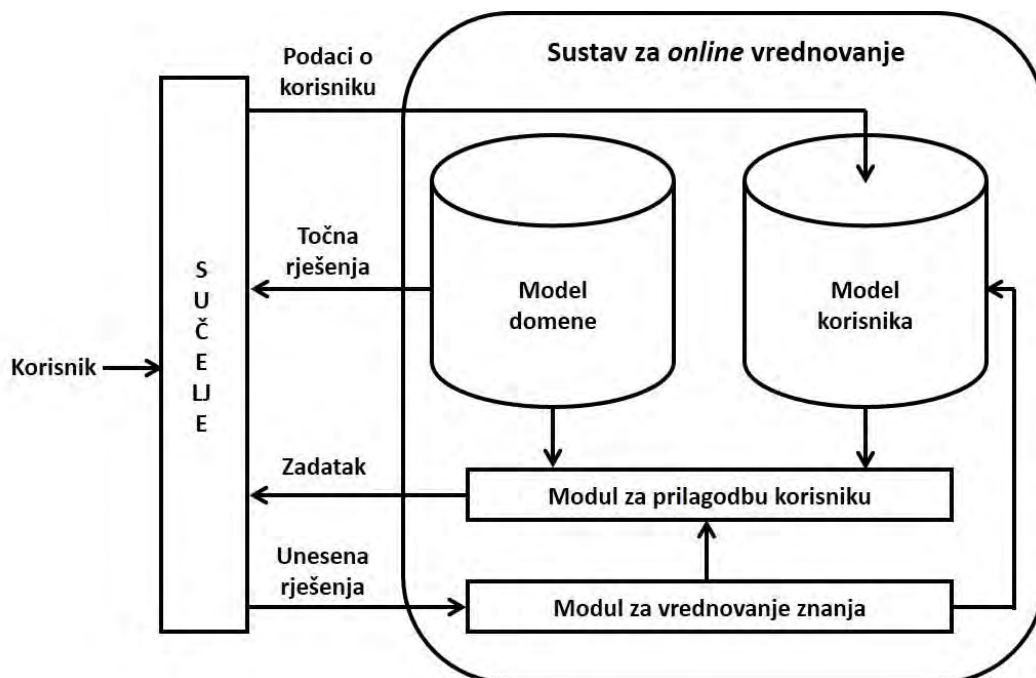 Sustav za online vrednovanje
Podaci o
korisniku
Točna
rješenja
Model
domene
Model
korisnika
Korisnik
S
U
Č
E
LJ
E
Zadatak
Modul za prilagodbu korisniku
Unesena
rješenja
Modul za vrednovanje znanja